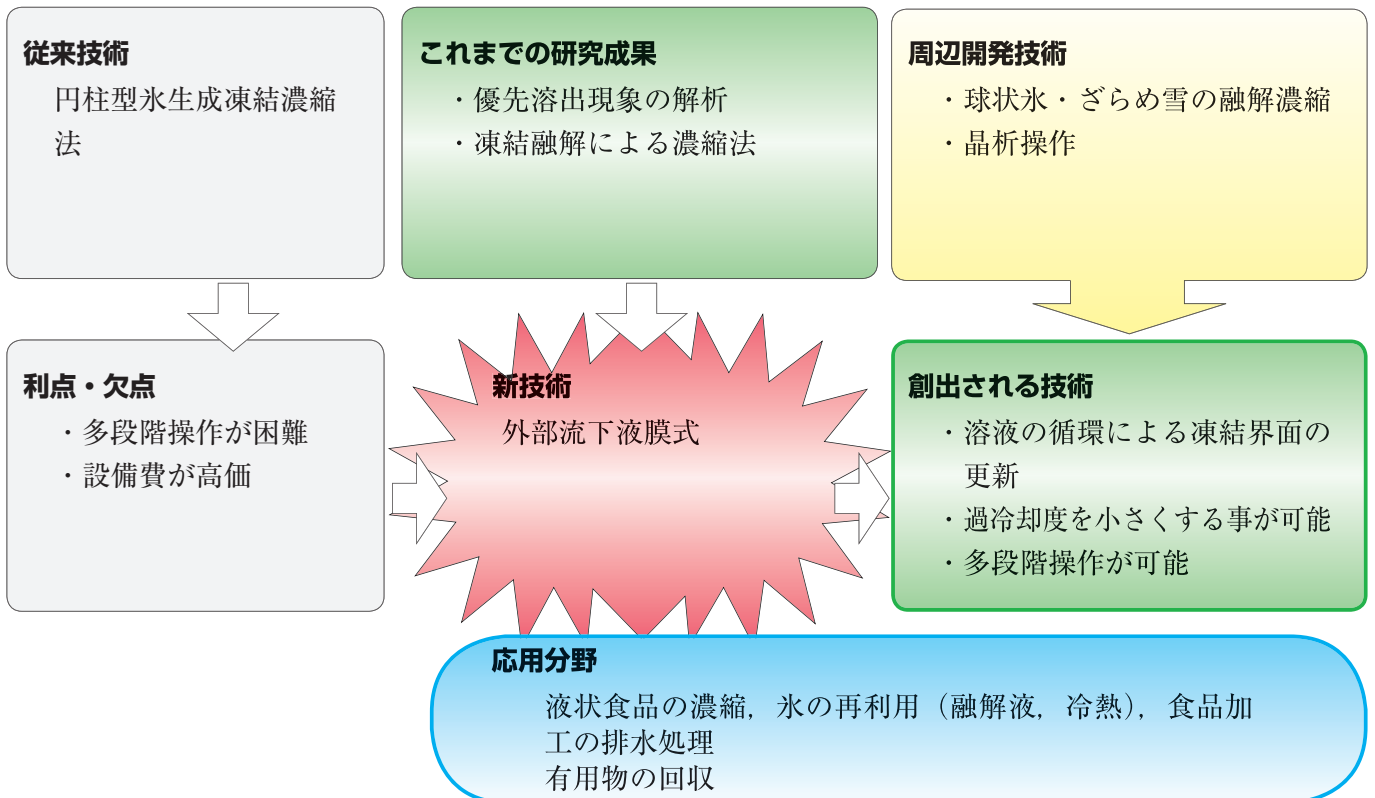 従来技術
円柱型氷生成凍結濃縮
法
これまでの研究成果
・優先溶出現象の解析
・凍結融解による濃縮法
周辺開発技術
・球状氷・ざらめ雪の融解濃縮
・晶析操作
利点・欠点
・多段階操作が困難
・設備費が高価
新技術
外部流下液膜式
創出される技術
・溶液の循環による凍結界面の
更新
・過冷却度を小さくする事が可能
・多段階操作が可能
応用分野
液状食品の濃縮，氷の再利用（融解液，冷熱），食品加
工の排水処理
有用物の回収